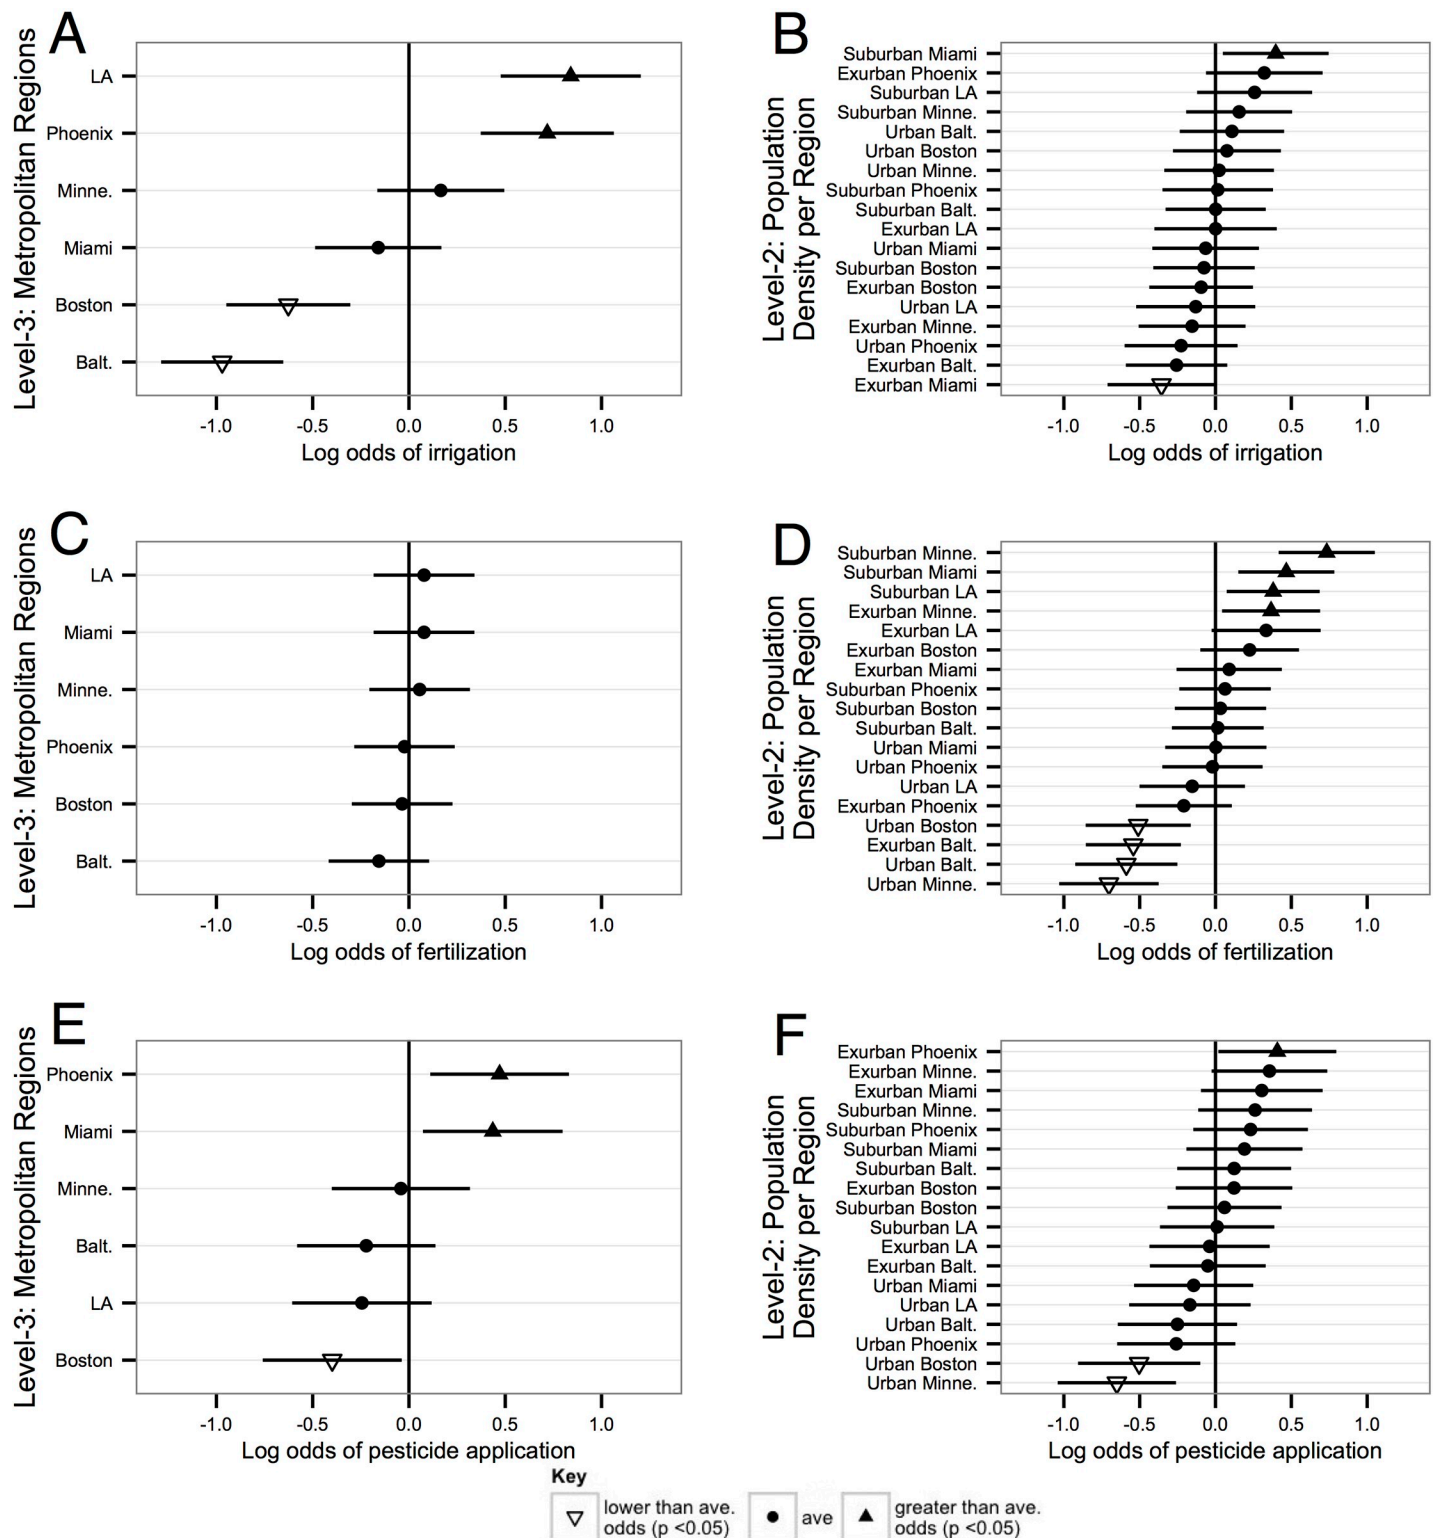 A
Level-3: Metropolitan Regions
LA
Phoenix
Minne.
Miami
Boston
Balt.
-1.0 -0.5 0.0 0.5 1.0
Log odds of irrigation
B
Level-2: Population
Density per Region
Suburban Miami
Exurban Phoenix
Suburban LA
Suburban Minne.
Urban Balt.
Urban Boston
Urban Minne.
Suburban Phoenix
Suburban Balt.
Exurban LA
Urban Miami
Suburban Boston
Exurban Boston
Urban LA
Exurban Minne.
Urban Phoenix
Exurban Balt.
Exurban Miami
-1.0 -0.5 0.0 0.5 1.0
Log odds of irrigation
C
Level-3: Metropolitan Regions
LA
Miami
Minne.
Phoenix
Boston
Balt.
-1.0 -0.5 0.0 0.5 1.0
Log odds of fertilization
D
Level-2: Population
Density per Region
Suburban Minne.
Suburban Miami
Suburban LA
Exurban Minne.
Exurban LA
Exurban Boston
Exurban Miami
Suburban Phoenix
Suburban Boston
Suburban Balt.
Urban Miami
Urban Phoenix
Urban LA
Exurban Phoenix
Urban Boston
Exurban Balt.
Urban Balt.
Urban Minne.
-1.0 -0.5 0.0 0.5 1.0
Log odds of fertilization
E
Level-3: Metropolitan Regions
Phoenix
Miami
Minne.
Balt.
LA
Boston
-1.0 -0.5 0.0 0.5 1.0
Log odds of pesticide application
F
Level-2: Population
Density per Region
Exurban Phoenix
Exurban Minne.
Exurban Miami
Suburban Minne.
Suburban Phoenix
Suburban Miami
Suburban Balt.
Exurban Boston
Suburban Boston
Suburban LA
Exurban LA
Exurban Balt.
Urban Miami
Urban LA
Urban Balt.
Urban Phoenix
Urban Boston
Urban Minne.
-1.0 -0.5 0.0 0.5 1.0
Log odds of pesticide application
Key
lower than ave.
odds (p <0.05)
ave
greater than ave.
odds (p <0.05)